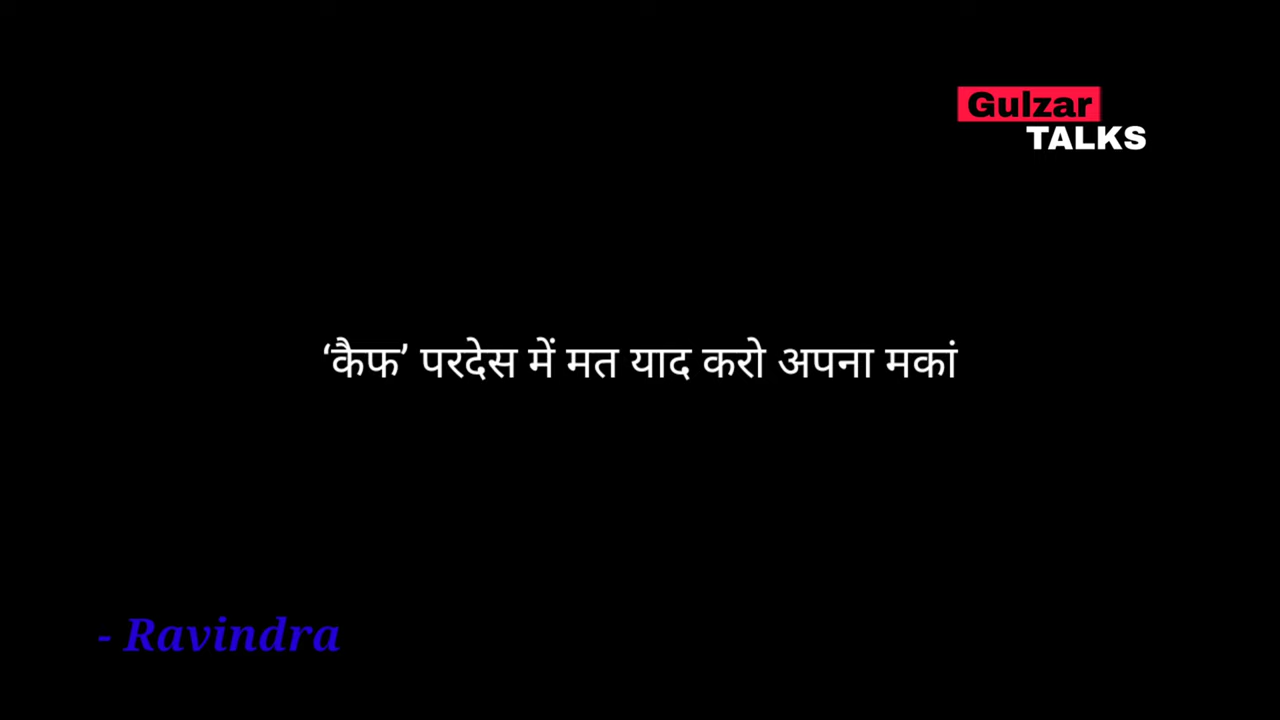 Gulzar
TALKS
‘कैफ’ परदेस में मत याद करो अपना मकां
- Ravindra